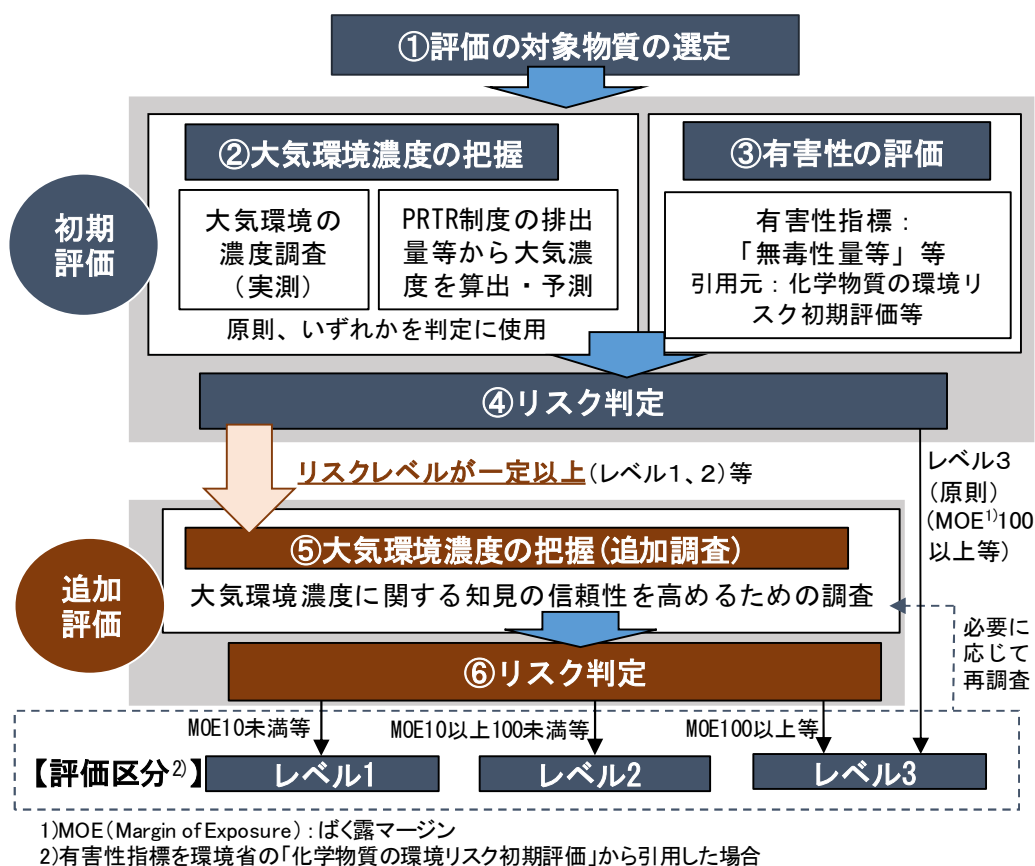 ①評価の対象物質の選定
初期
評価
②大気環境濃度の把握
大気環境の
濃度調査
（実測）
PRTR制度の排出
量等から大気濃
度を算出・予測
原則、いずれかを判定に使用
③有害性の評価
有害性指標：
「無毒性量等」等
引用元：化学物質の環境リ
スク初期評価等
④リスク判定
リスクレベルが一定以上（レベル1、2）等
レベル3
（原則）
（MOE1)100
以上等）
追加
評価
⑤大気環境濃度の把握（追加調査）
大気環境濃度に関する知見の信頼性を高めるための調査
⑥リスク判定
必要に
応じて
再調査
MOE10未満等
MOE10以上100未満等
MOE100以上等
【評価区分2)】
レベル1
レベル2
レベル3
1)MOE（Margin of Exposure）：ばく露マージン
2)有害性指標を環境省の「化学物質の環境リスク初期評価」から引用した場合